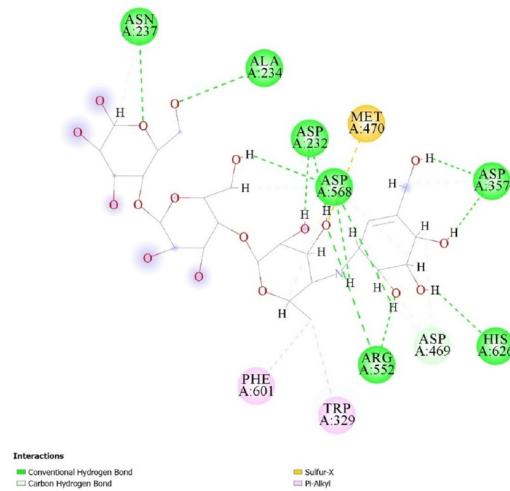 ASN
A:237
ALA
A:234
ASP
A:232
MET
A:470
ASP
A:568
ASP
A:357
H
O
O
O
O
O
O
O
H
O
H
O
O
O
O
H
O
H
O
H
H
N
H
H
O
H
O
H
O
H
H
O
H
H
ASP
A:469
HIS
A:626
ARG
A:552
PHE
A:601
TRP
A:329
Interactions
Conventional Hydrogen Bond
Carbon Hydrogen Bond
Sulfur-X
Pi-Alkyl